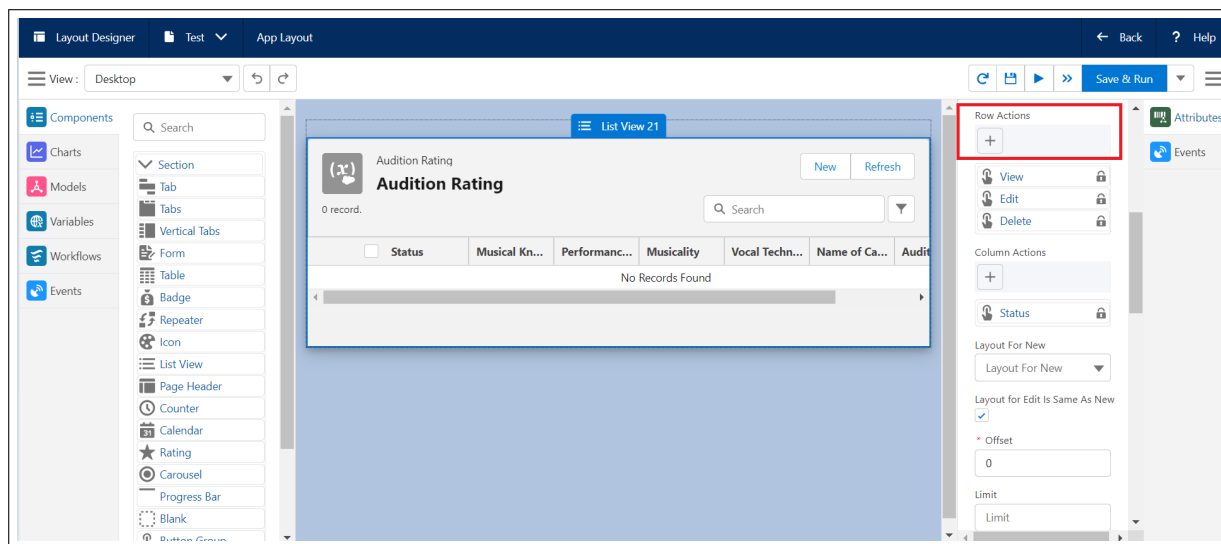 Layout Designer
Test
App Layout
Back
? Help
View :
Desktop
Save & Run
Components
Charts
Models
Variables
Workflows
Events
Search
Section
Tab
Tabs
Vertical Tabs
Form
Table
Badge
Repeater
Icon
List View
Page Header
Counter
Calendar
Rating
Carousel
Progress Bar
Blank
Button Group
List View 21
(x)
Audition Rating
Audition Rating
New
Refresh
0 record.
Search
Status
Musical Kn...
Performanc...
Musicality
Vocal Techn...
Name of Ca...
Audit
No Records Found
Row Actions
+
View
Edit
Delete
Column Actions
+
Status
Layout For New
Layout For New
Layout for Edit Is Same As New
* Offset
0
Limit
Limit
Attributes
Events